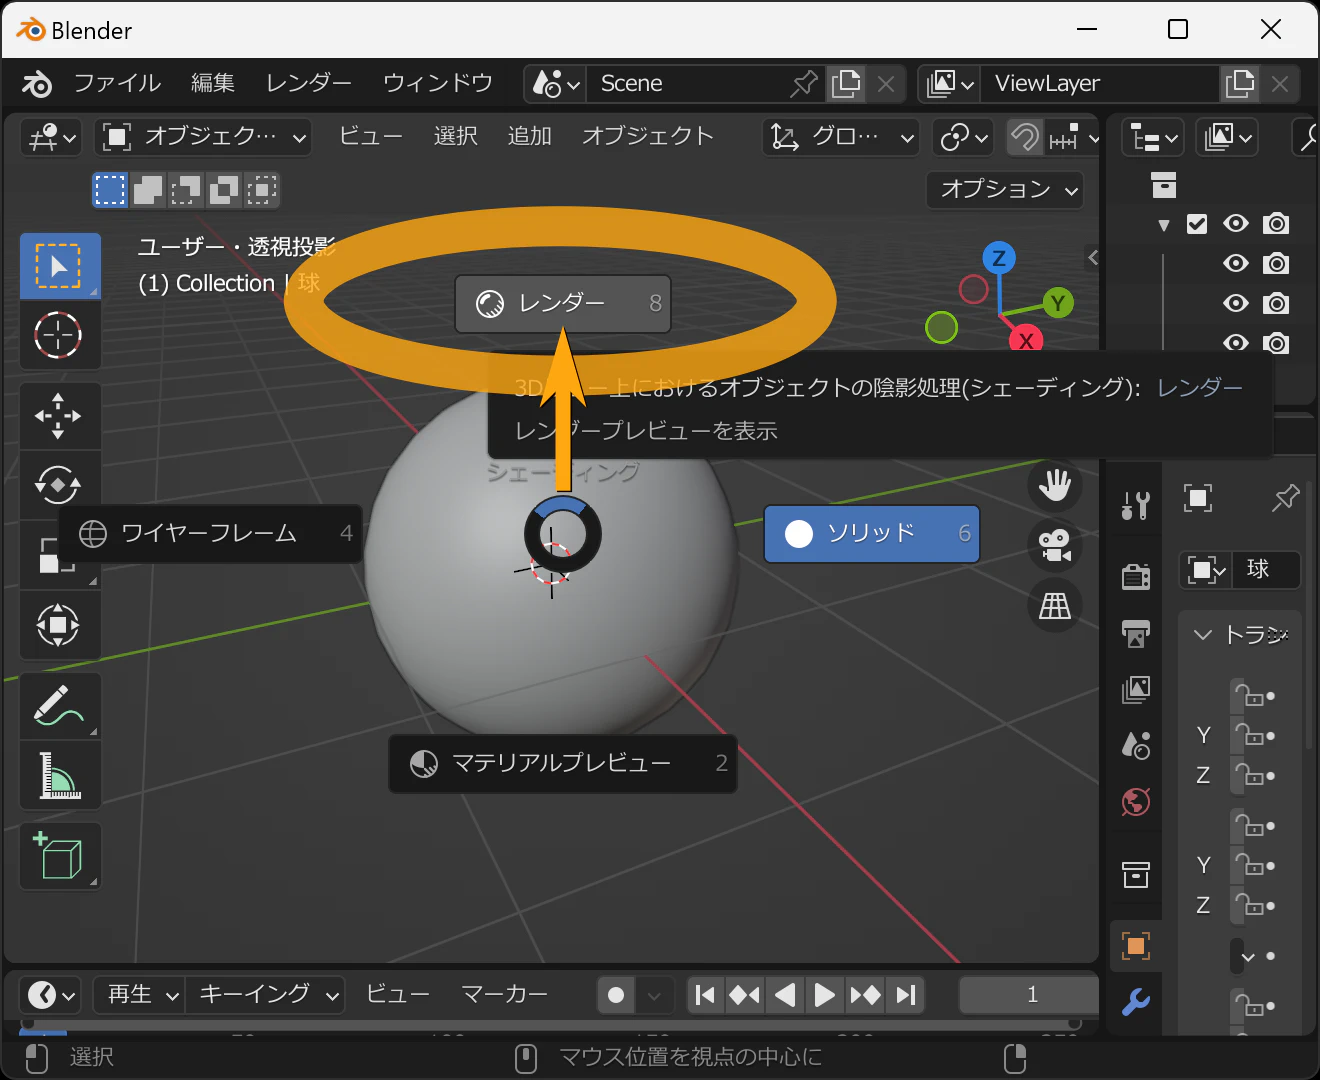 Blender
ファイル 編集 レンダー ウィンドウ Scene ViewLayer
オブジェク… ビュー 選択 追加 オブジェクト グロ…
オプション
ユーザー・透視投影
(1) Collection | 球
Z
Y
X
レンダー 8
3D 上におけるオブジェクトの陰影処理(シェーディング): レンダー
レンダープレビューを表示
シェーディング
ワイヤーフレーム 4
ソリッド 6
マテリアルプレビュー 2
球
トラン
Y
Z
Y
Z
再生 キーイング ビュー マーカー 1
選択 マウス位置を視点の中心に